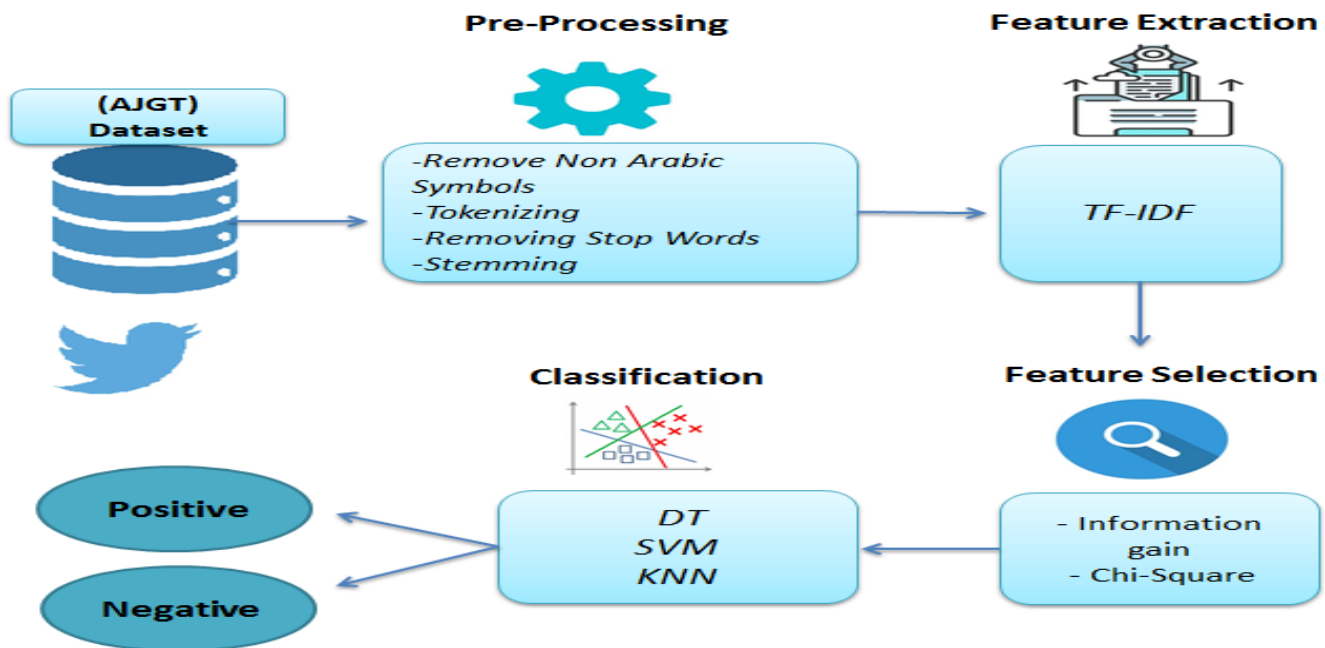 Pre-Processing
Feature Extraction
(AJGT)
Dataset
-Remove Non Arabic
Symbols
-Tokenizing
-Removing Stop Words
-Stemming
TF-IDF
Classification
Feature Selection
Positive
Negative
DT
SVM
KNN
- Information
gain
- Chi-Square